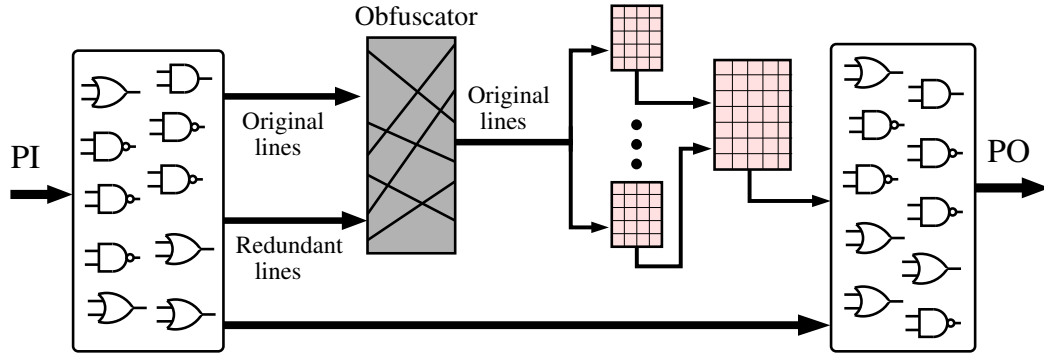 Obfuscator
PI
Original
lines
Redundant
lines
Original
lines
PO